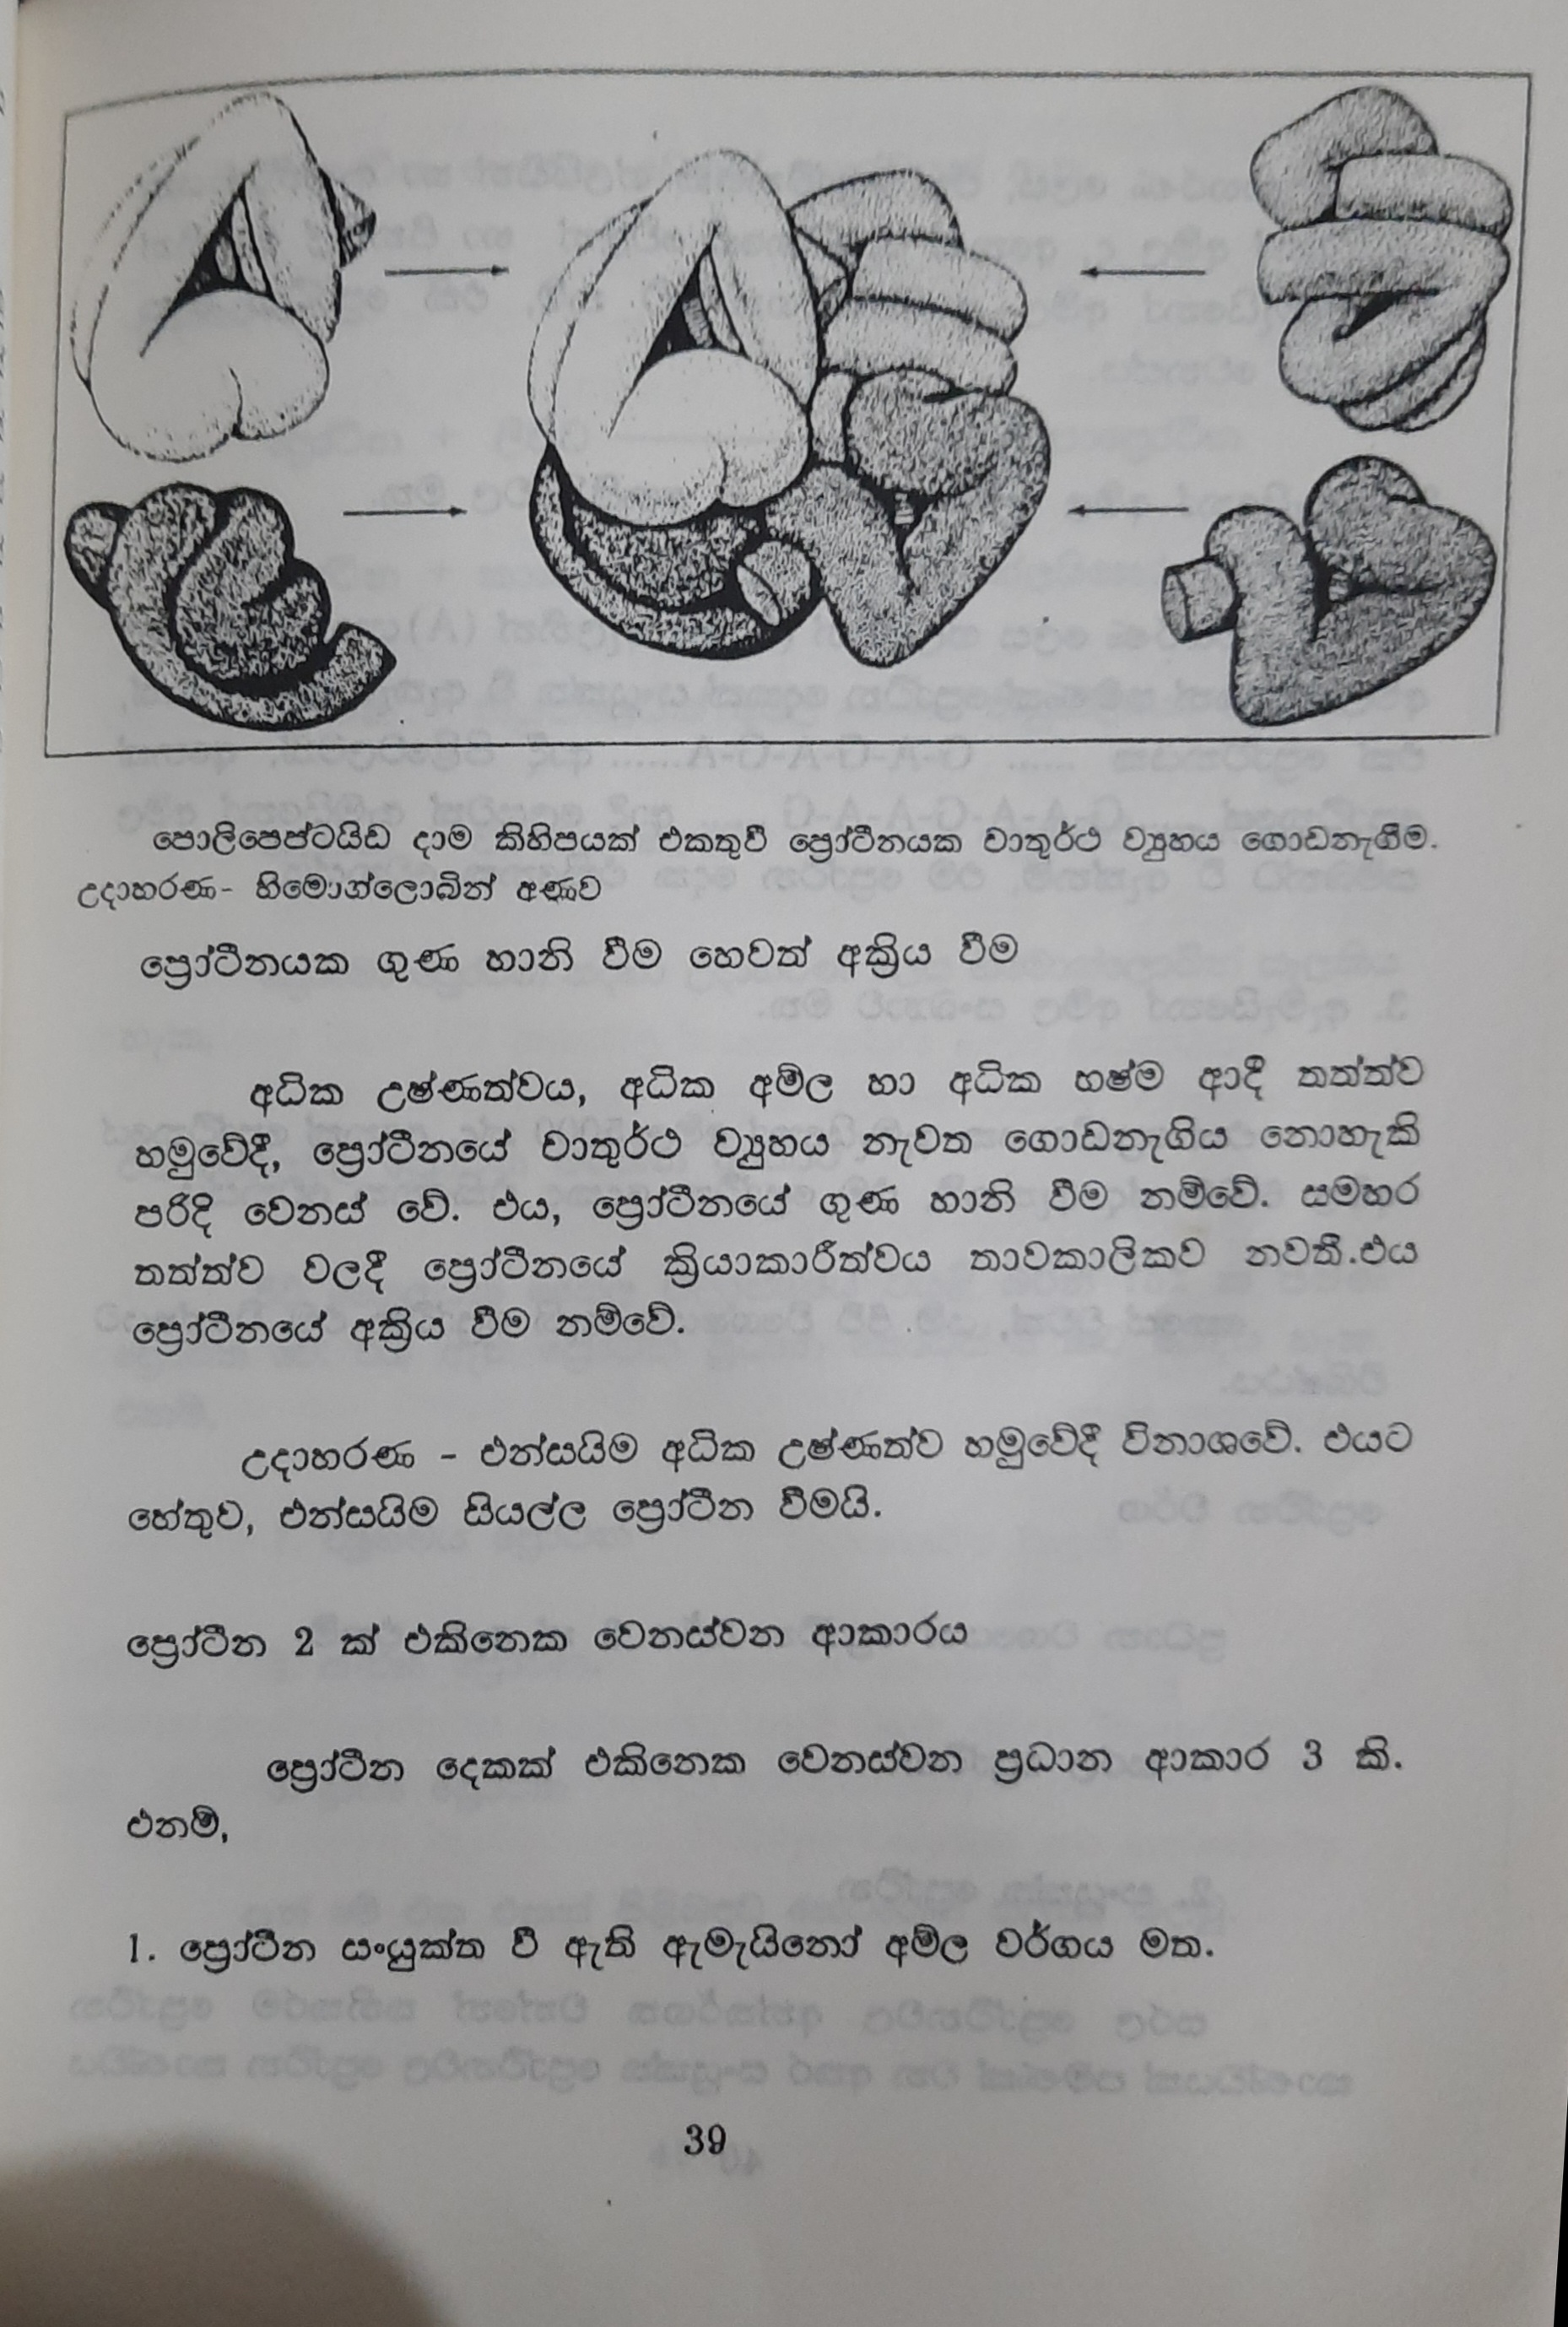 පොලිපෙප්ටයිඩ දාම කිහිපයක් එකතුවී ප්‍රෝටීනයක චාතුර්ථ ව්‍යුහය ගොඩනැගීම.
උදාහරණ- හිමොග්ලොබින් අණුව
ප්‍රෝටීනයක ගුණ හානි වීම හෙවත් අක්‍රිය වීම
අධික උෂ්ණත්වය, අධික අම්ල හා අධික භෂ්ම ආදී තත්ත්ව
හමුවේදී, ප්‍රෝටීනයේ චාතුර්ථ ව්‍යුහය නැවත ගොඩනැගිය නොහැකි
පරිදි වෙනස් වේ. එය, ප්‍රෝටීනයේ ගුණ හානි වීම නම්වේ. සමහර
තත්ත්ව වලදී ප්‍රෝටීනයේ ක්‍රියාකාරීත්වය තාවකාලිකව නවතී.එය
ප්‍රෝටීනයේ අක්‍රිය වීම නම්වේ.
උදාහරණ - එන්සයිම අධික උෂ්ණත්ව හමුවේදී විනාශවේ. එයට
හේතුව, එන්සයිම සියල්ල ප්‍රෝටීන වීමයි.
ප්‍රෝටීන 2 ක් එකිනෙක වෙනස්වන ආකාරය
ප්‍රෝටීන දෙකක් එකිනෙක වෙනස්වන ප්‍රධාන ආකාර 3 කි.
එනම්,
1. ප්‍රෝටීන සංයුක්ත වී ඇති ඇමැයිනෝ අම්ල වර්ගය මත.
39